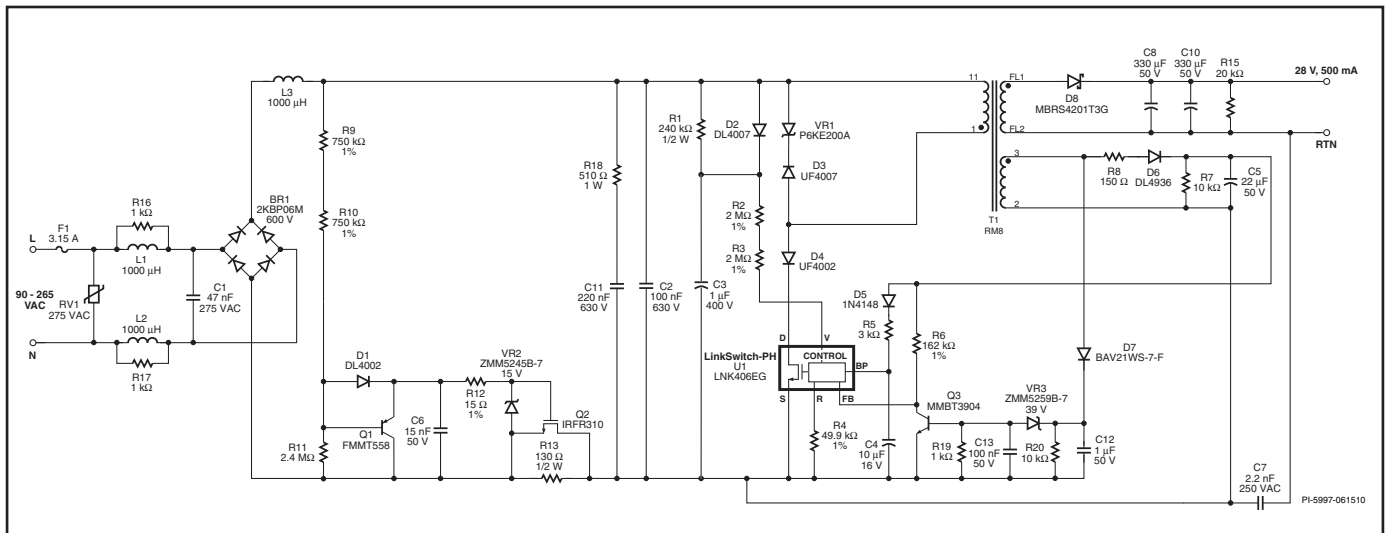 L3
1000 µH
R9
750 kΩ
1%
R10
750 kΩ
1%
R11
2.4 MΩ
BR1
2KBP06M
600 V
R16
1 kΩ
F1
3.15 A
L
L1
1000 µH
90 - 265
VAC
RV1
275 VAC
C1
47 nF
275 VAC
L2
1000 µH
N
R17
1 kΩ
D1
DL4002
Q1
FMMT558
C6
15 nF
50 V
R12
15 Ω
1%
VR2
ZMM5245B-7
15 V
Q2
IRFR310
R13
130 Ω
1/2 W
R18
510 Ω
1 W
C11
220 nF
630 V
C2
100 nF
630 V
R1
240 kΩ
1/2 W
C3
1 µF
400 V
D2
DL4007
VR1
P6KE200A
D3
UF4007
R2
2 MΩ
1%
R3
2 MΩ
1%
D4
UF4002
D
V
LinkSwitch-PH
U1
LNK406EG
CONTROL
BP
S
R
FB
R4
49.9 kΩ
1%
D5
1N4148
R5
3 kΩ
C4
10 µF
16 V
R6
162 kΩ
1%
Q3
MMBT3904
R19
1 kΩ
C13
100 nF
50 V
VR3
ZMM5259B-7
39 V
R20
10 kΩ
C12
1 µF
50 V
D7
BAV21WS-7-F
11
1
FL1
FL2
3
2
T1
RM8
D8
MBRS4201T3G
C8
330 µF
50 V
C10
330 µF
50 V
R15
20 kΩ
28 V, 500 mA
RTN
R8
150 Ω
D6
DL4936
R7
10 kΩ
C5
22 µF
50 V
C7
2.2 nF
250 VAC
PI-5997-061510